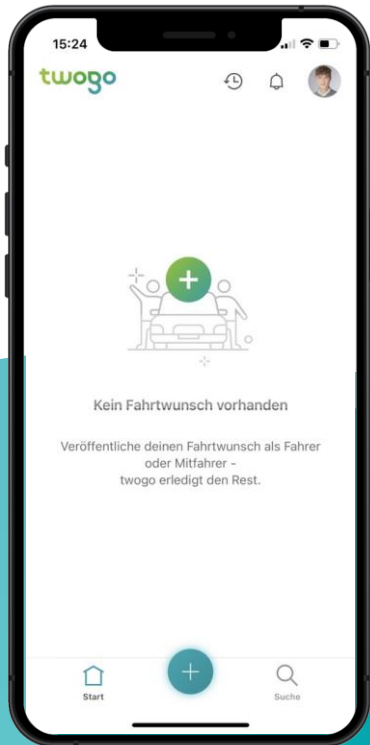 15:24
twogo
Kein Fahrtwunsch vorhanden
Veröffentliche deinen Fahrtwunsch als Fahrer
oder Mitfahrer -
twogo erledigt den Rest.
Start
Suche